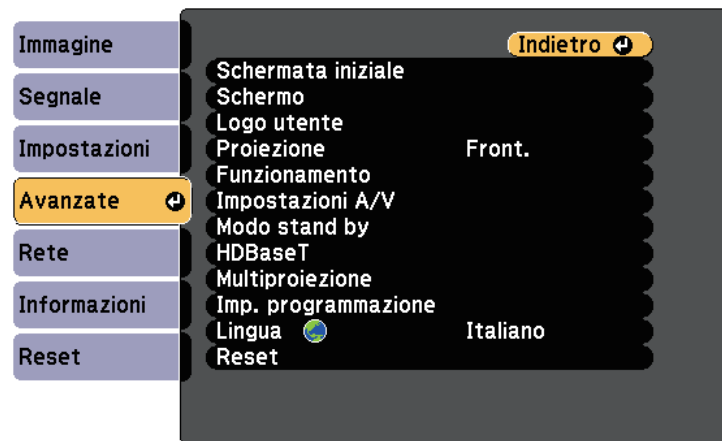 Immagine
Segnale
Impostazioni
Avanzate
Rete
Informazioni
Reset
Indietro
Schermata iniziale
Schermo
Logo utente
Proiezione Front.
Funzionamento
Impostazioni A/V
Modo stand by
HDBaseT
Multiproiezione
Imp. programmazione
Lingua Italiano
Reset